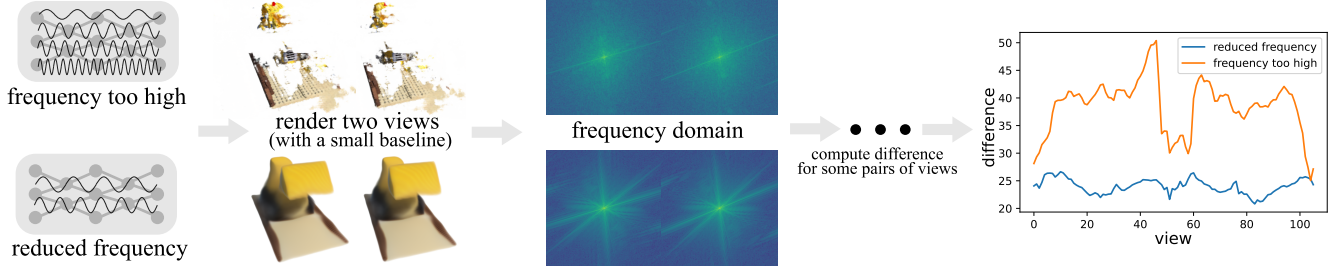 frequency too high
reduced frequency
render two views
(with a small baseline)
frequency domain
compute difference
for some pairs of views
difference
50
45
40
35
30
25
20
reduced frequency
frequency too high
0
20
40
60
80
100
view